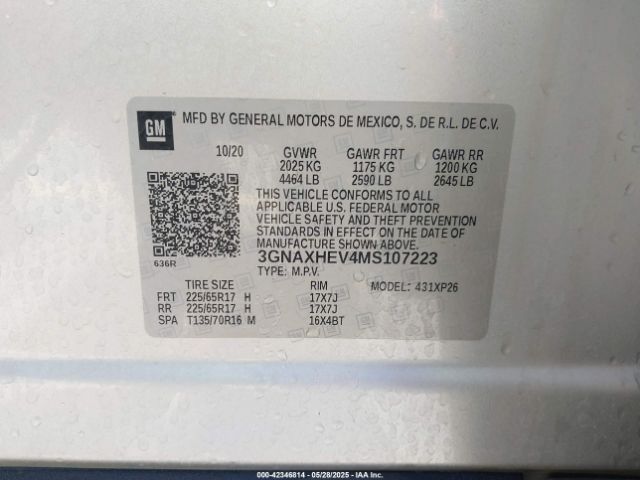 GM
MFD BY GENERAL MOTORS DE MEXICO, S. DE R.L. DE C.V.
10/20 GVWR GAWR FRT GAWR RR
2025 KG 1175 KG 1200 KG
4464 LB 2590 LB 2645 LB
THIS VEHICLE CONFORMS TO ALL
APPLICABLE U.S. FEDERAL MOTOR
VEHICLE SAFETY AND THEFT PREVENTION
STANDARDS IN EFFECT ON THE DATE OF
MANUFACTURE SHOWN ABOVE.
636R
3GNAXHEV4MS107223
TYPE: M.P.V.
TIRE SIZE RIM MODEL: 431XP26
FRT 225/65R17 H 17X7J
RR 225/65R17 H 17X7J
SPA T135/70R16 M 16X4BT
000-42346814 - 05/28/2025 - IAA Inc.